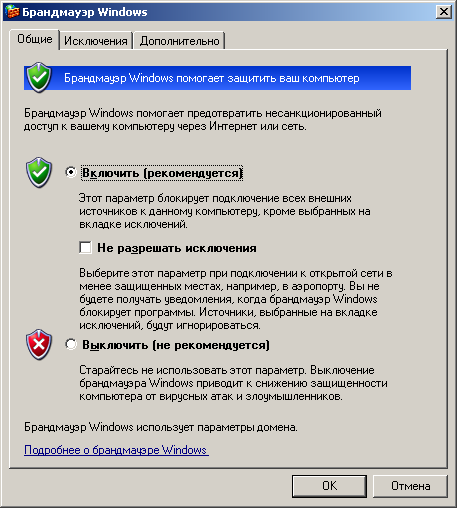 Брандмауэр Windows
Общие
Исключения
Дополнительно
Брандмауэр Windows помогает защитить ваш компьютер
Брандмауэр Windows помогает предотвратить несанкционированный
доступ к вашему компьютеру через Интернет или сеть.
Включить (рекомендуется)
Этот параметр блокирует подключение всех внешних
источников к данному компьютеру, кроме выбранных на
вкладке исключений.
Не разрешать исключения
Выберите этот параметр при подключении к открытой сети в
менее защищенных местах, например, в аэропорту. Вы не
будете получать уведомления, когда брандмауэр Windows
блокирует программы. Источники, выбранные на вкладке
исключений, будут игнорироваться.
Выключить (не рекомендуется)
Старайтесь не использовать этот параметр. Выключение
брандмауэра Windows приводит к снижению защищенности
компьютера от вирусных атак и злоумышленников.
Брандмауэр Windows использует параметры домена.
Подробнее о брандмауэре Windows
OK
Отмена